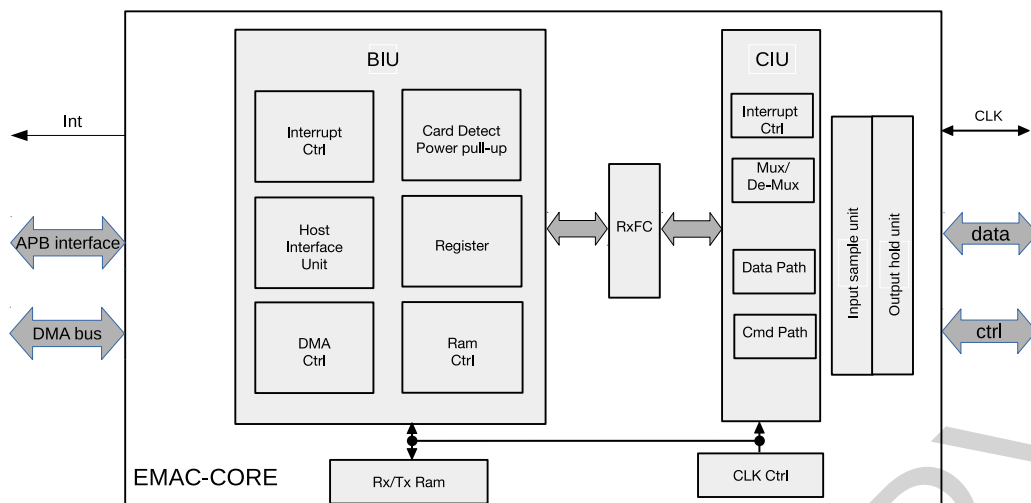 BIU
CIU
Interrupt
Ctrl
Card Detect
Power pull-up
Interrupt
Ctrl
Int
CLK
Mux/
De-Mux
Host
Interface
Unit
Register
RxFC
APB interface
data
Data Path
Input sample unit
Output hold unit
DMA bus
ctrl
DMA
Ctrl
Ram
Ctrl
Cmd Path
EMAC-CORE
Rx/Tx Ram
CLK Ctrl